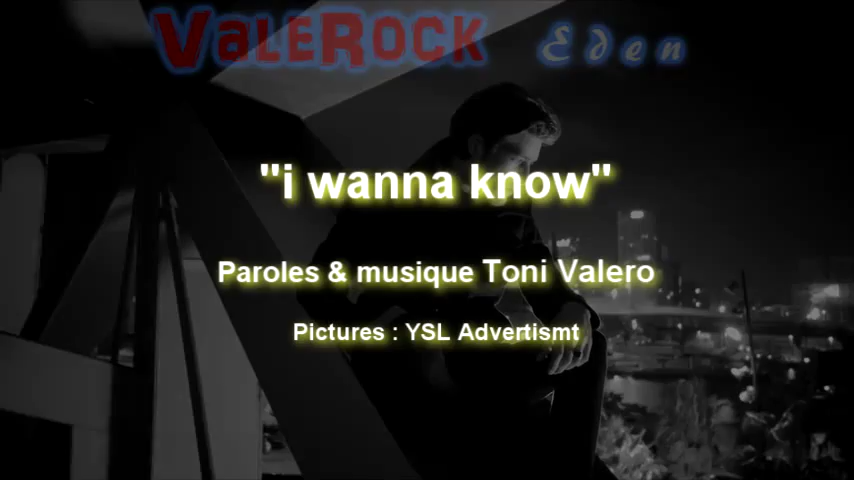 ValeRock Eden
"i wanna know"
Paroles & musique Toni Valero
Pictures : YSL Advertismt